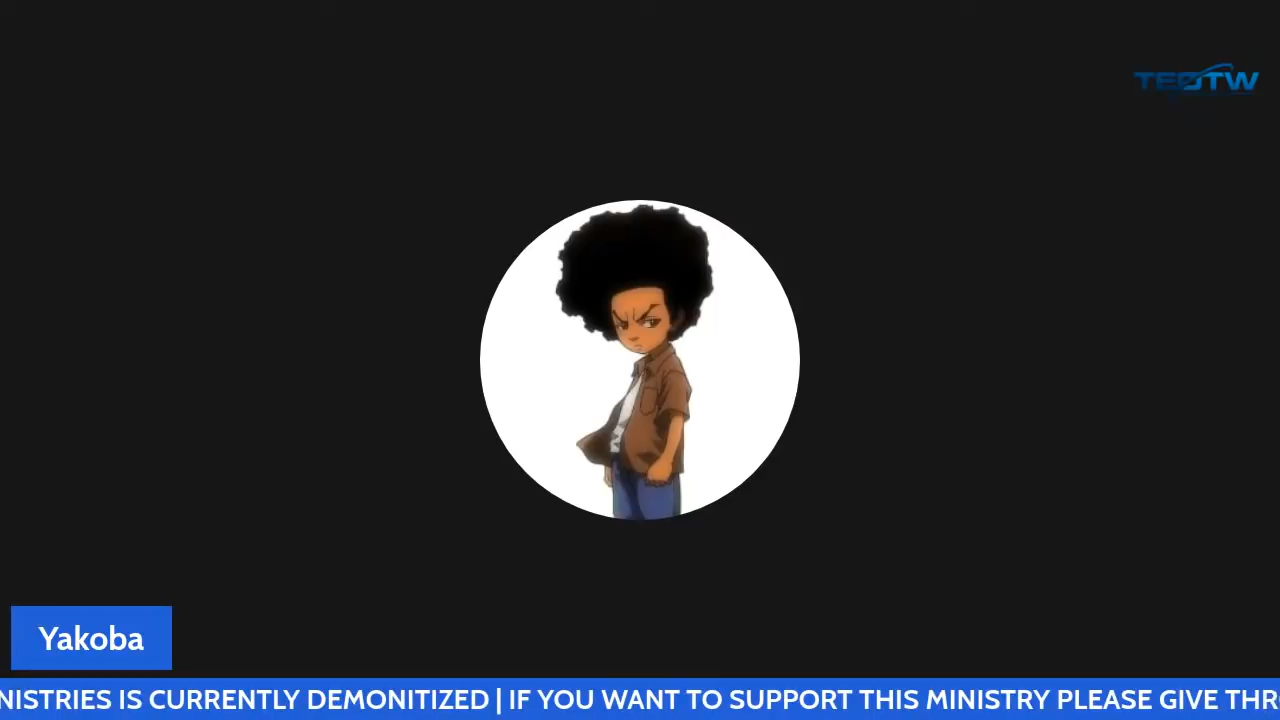 TEOTW
Yakoba
NISTRIES IS CURRENTLY DEMONITIZED | IF YOU WANT TO SUPPORT THIS MINISTRY PLEASE GIVE THR